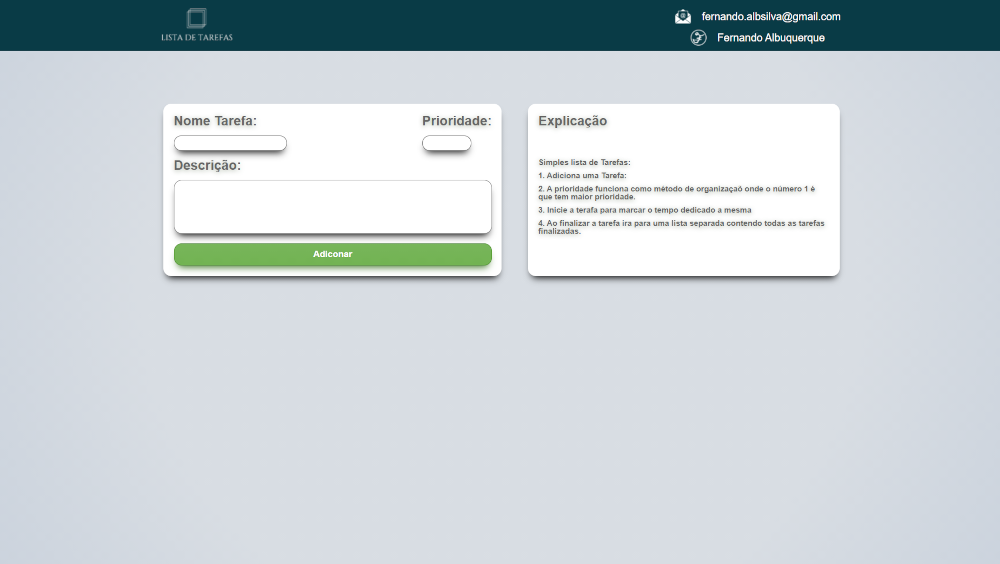 LISTA DE TAREFAS
fernando.albsilva@gmail.com
Fernando Albuquerque
Nome Tarefa:
Prioridade:
Descrição:
Adiconar
Explicação
Simples lista de Tarefas:
1. Adiciona uma Tarefa:
2. A prioridade funciona como método de organizaçaõ onde o número 1 é
que tem maior prioridade.
3. Inicie a terafa para marcar o tempo dedicado a mesma
4. Ao finalizar a tarefa ira para uma lista separada contendo todas as tarefas
finalizadas.